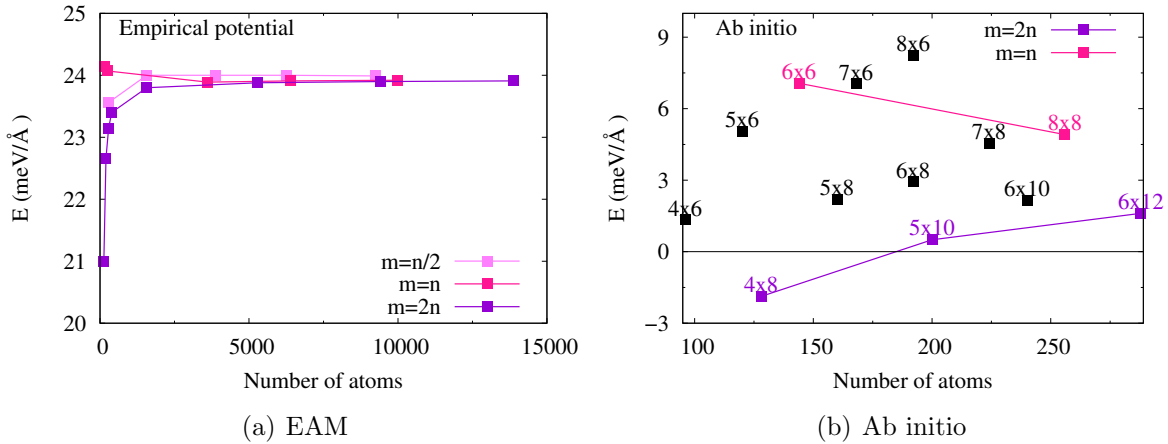 Empirical potential
E (meV/Å)
25
24
23
22
21
20
m=n/2
m=n
m=2n
0 5000 10000 15000
Number of atoms
(a) EAM
Ab initio
E (meV/Å)
9
6
3
0
−3
m=2n
m=n
8x6
6x6
7x6
5x6
8x8
7x8
6x8
5x8
6x10
4x6
6x12
5x10
4x8
100 150 200 250
Number of atoms
(b) Ab initio